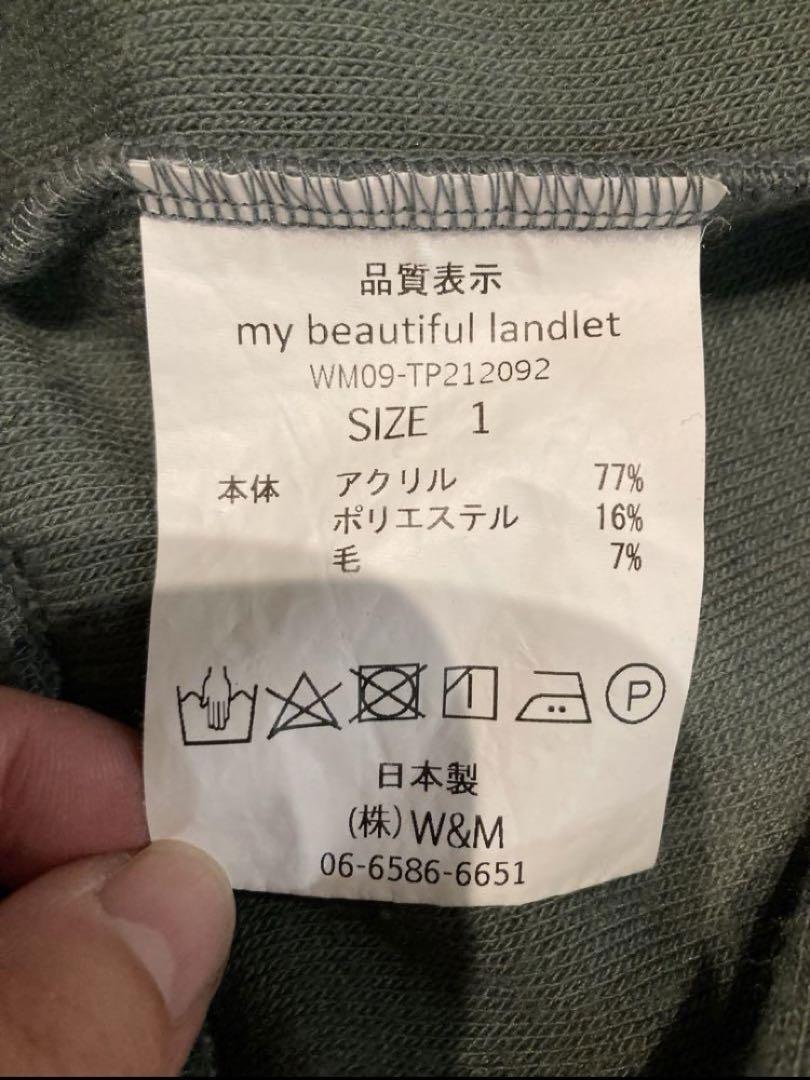 品質表示
my beautiful landlet
WM09-TP212092
SIZE 1
本体 アクリル 77%
ポリエステル 16%
毛 7%
P
日本製
(株)W&M
06-6586-6651